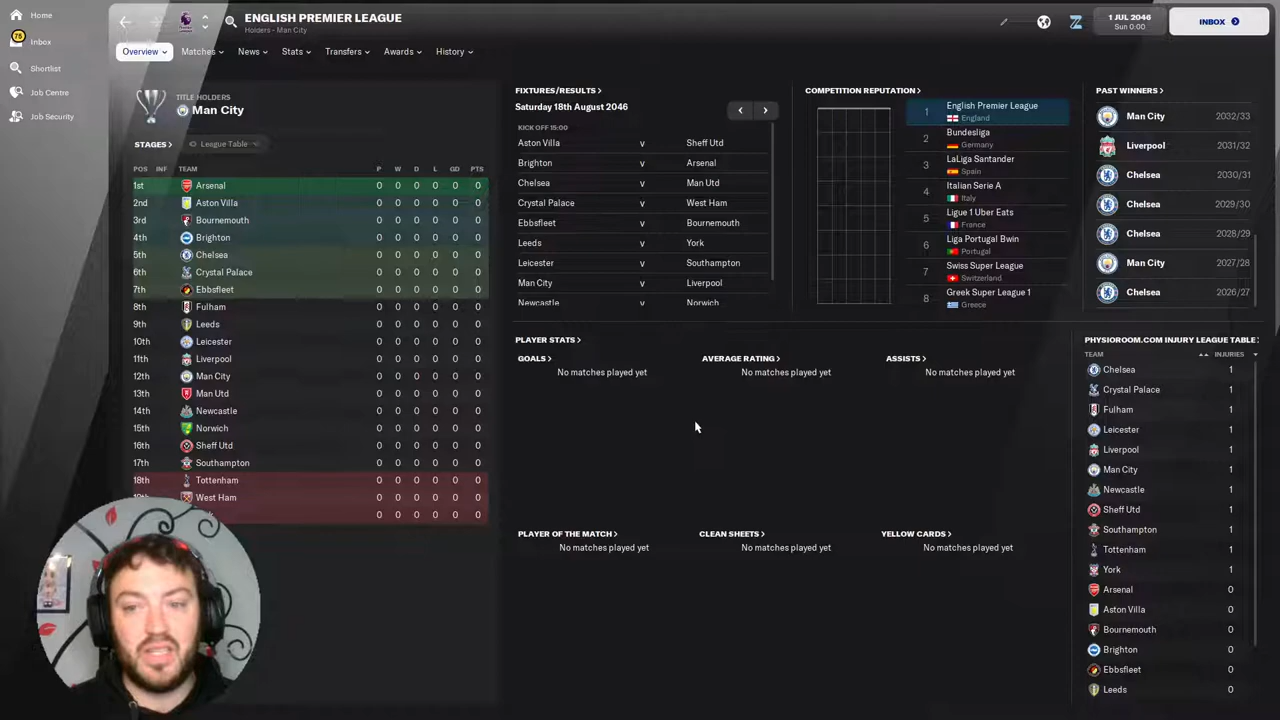 Home
76
Inbox
Shortlist
Job Centre
Job Security
ENGLISH PREMIER LEAGUE
Holders - Man City
1 JUL 2046
Sun 0:00
INBOX
Overview Matches News Stats Transfers Awards History
TITLE HOLDERS
Man City
STAGES League Table
POS INF TEAM P W D L GD PTS
1st Arsenal 0 0 0 0 0 0
2nd Aston Villa 0 0 0 0 0 0
3rd Bournemouth 0 0 0 0 0 0
4th Brighton 0 0 0 0 0 0
5th Chelsea 0 0 0 0 0 0
6th Crystal Palace 0 0 0 0 0 0
7th Ebbsfleet 0 0 0 0 0 0
8th Fulham 0 0 0 0 0 0
9th Leeds 0 0 0 0 0 0
10th Leicester 0 0 0 0 0 0
11th Liverpool 0 0 0 0 0 0
12th Man City 0 0 0 0 0 0
13th Man Utd 0 0 0 0 0 0
14th Newcastle 0 0 0 0 0 0
15th Norwich 0 0 0 0 0 0
16th Sheff Utd 0 0 0 0 0 0
17th Southampton 0 0 0 0 0 0
18th Tottenham 0 0 0 0 0 0
West Ham 0 0 0 0 0 0
0 0 0 0 0 0
FIXTURES/RESULTS
Saturday 18th August 2046
KICK OFF 15:00
Aston Villa v Sheff Utd
Brighton v Arsenal
Chelsea v Man Utd
Crystal Palace v West Ham
Ebbsfleet v Bournemouth
Leeds v York
Leicester v Southampton
Man City v Liverpool
Newcastle v Norwich
COMPETITION REPUTATION
1 English Premier League
England
2 Bundesliga
Germany
3 LaLiga Santander
Spain
4 Italian Serie A
Italy
5 Ligue 1 Uber Eats
France
6 Liga Portugal Bwin
Portugal
7 Swiss Super League
Switzerland
8 Greek Super League 1
Greece
PAST WINNERS
Man City 2032/33
Liverpool 2031/32
Chelsea 2030/31
Chelsea 2029/30
Chelsea 2028/29
Man City 2027/28
Chelsea 2026/27
PLAYER STATS
GOALS
No matches played yet
AVERAGE RATING
No matches played yet
ASSISTS
No matches played yet
PLAYER OF THE MATCH
No matches played yet
CLEAN SHEETS
No matches played yet
YELLOW CARDS
No matches played yet
PHYSIOROOM.COM INJURY LEAGUE TABLE
TEAM INJURIES
Chelsea 1
Crystal Palace 1
Fulham 1
Leicester 1
Liverpool 1
Man City 1
Newcastle 1
Sheff Utd 1
Southampton 1
Tottenham 1
York 1
Arsenal 0
Aston Villa 0
Bournemouth 0
Brighton 0
Ebbsfleet 0
Leeds 0